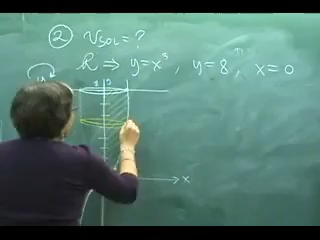 ② V_SOL = ?
R ⇒ y = x³ , y = 8 , x = 0
x